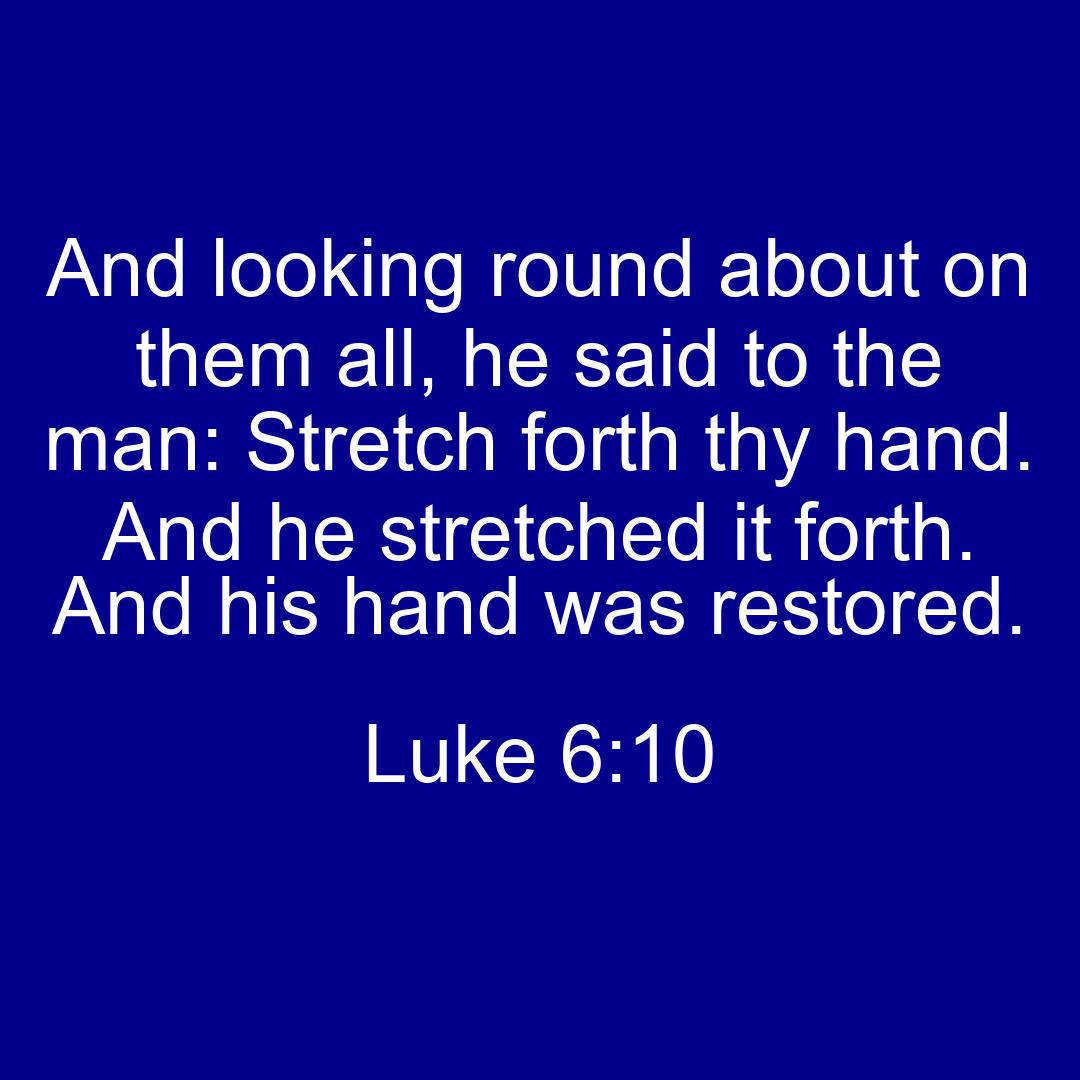 And looking round about on
them all, he said to the
man: Stretch forth thy hand.
And he stretched it forth.
And his hand was restored.
Luke 6:10